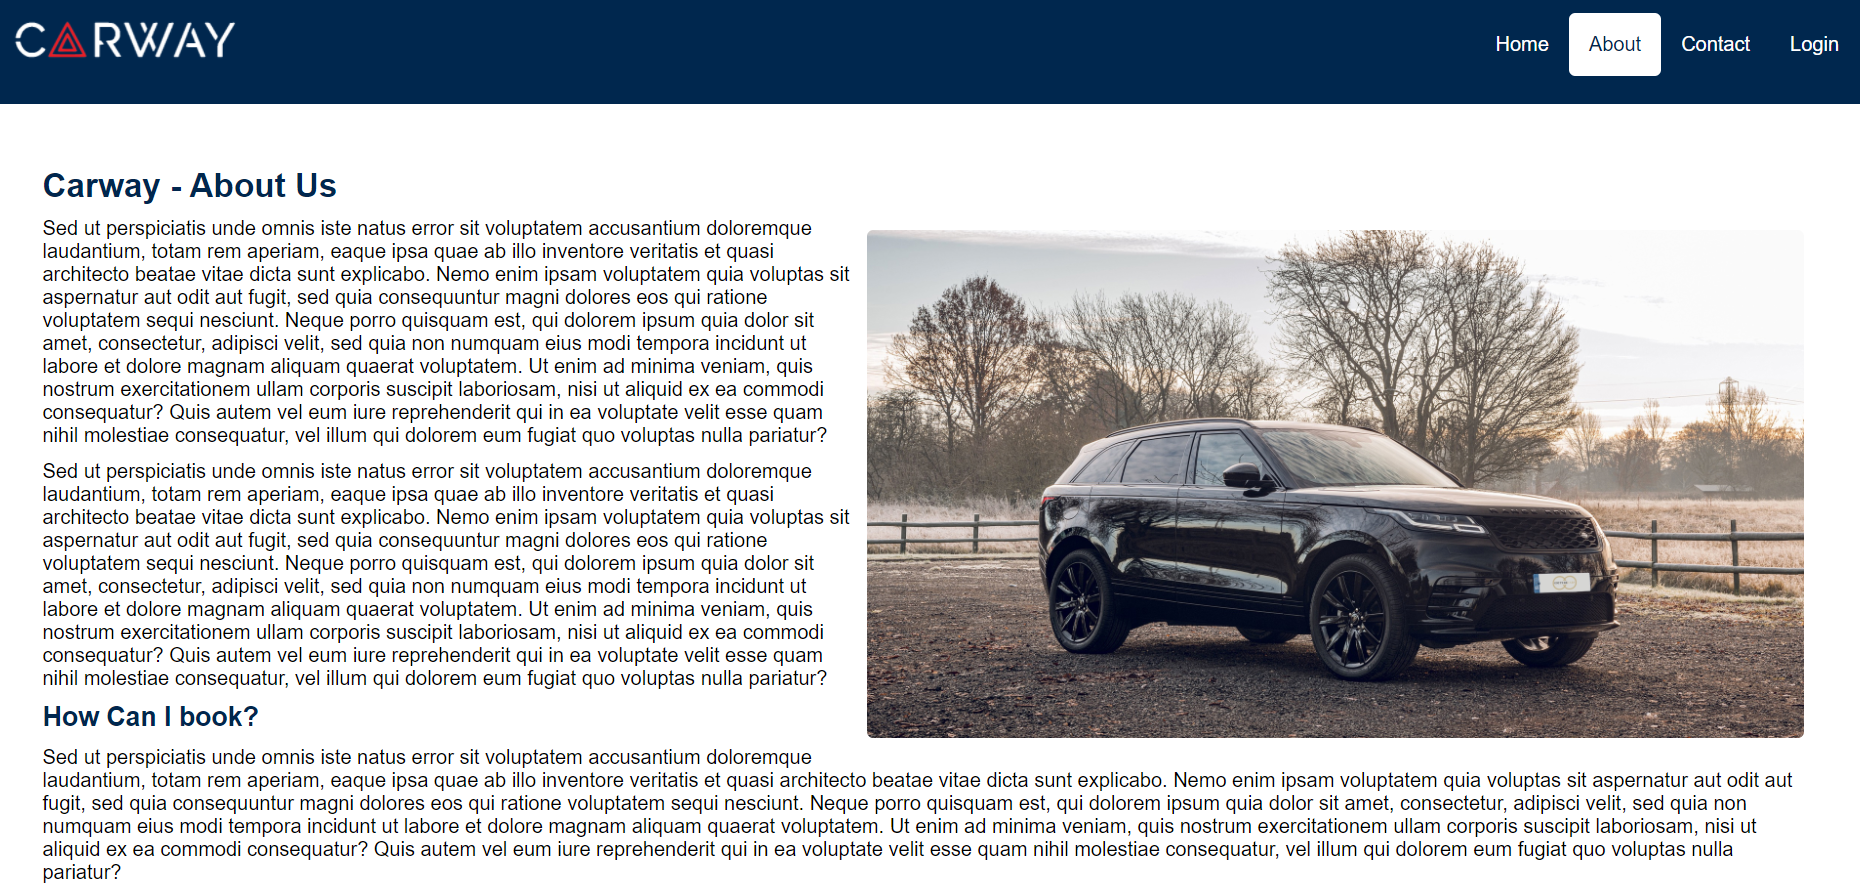 CARWAY
Home
About
Contact
Login
Carway - About Us
Sed ut perspiciatis unde omnis iste natus error sit voluptatem accusantium doloremque
laudantium, totam rem aperiam, eaque ipsa quae ab illo inventore veritatis et quasi
architecto beatae vitae dicta sunt explicabo. Nemo enim ipsam voluptatem quia voluptas sit
aspernatur aut odit aut fugit, sed quia consequuntur magni dolores eos qui ratione
voluptatem sequi nesciunt. Neque porro quisquam est, qui dolorem ipsum quia dolor sit
amet, consectetur, adipisci velit, sed quia non numquam eius modi tempora incidunt ut
labore et dolore magnam aliquam quaerat voluptatem. Ut enim ad minima veniam, quis
nostrum exercitationem ullam corporis suscipit laboriosam, nisi ut aliquid ex ea commodi
consequatur? Quis autem vel eum iure reprehenderit qui in ea voluptate velit esse quam
nihil molestiae consequatur, vel illum qui dolorem eum fugiat quo voluptas nulla pariatur?
Sed ut perspiciatis unde omnis iste natus error sit voluptatem accusantium doloremque
laudantium, totam rem aperiam, eaque ipsa quae ab illo inventore veritatis et quasi
architecto beatae vitae dicta sunt explicabo. Nemo enim ipsam voluptatem quia voluptas sit
aspernatur aut odit aut fugit, sed quia consequuntur magni dolores eos qui ratione
voluptatem sequi nesciunt. Neque porro quisquam est, qui dolorem ipsum quia dolor sit
amet, consectetur, adipisci velit, sed quia non numquam eius modi tempora incidunt ut
labore et dolore magnam aliquam quaerat voluptatem. Ut enim ad minima veniam, quis
nostrum exercitationem ullam corporis suscipit laboriosam, nisi ut aliquid ex ea commodi
consequatur? Quis autem vel eum iure reprehenderit qui in ea voluptate velit esse quam
nihil molestiae consequatur, vel illum qui dolorem eum fugiat quo voluptas nulla pariatur?
How Can I book?
Sed ut perspiciatis unde omnis iste natus error sit voluptatem accusantium doloremque
laudantium, totam rem aperiam, eaque ipsa quae ab illo inventore veritatis et quasi architecto beatae vitae dicta sunt explicabo. Nemo enim ipsam voluptatem quia voluptas sit aspernatur aut odit aut
fugit, sed quia consequuntur magni dolores eos qui ratione voluptatem sequi nesciunt. Neque porro quisquam est, qui dolorem ipsum quia dolor sit amet, consectetur, adipisci velit, sed quia non
numquam eius modi tempora incidunt ut labore et dolore magnam aliquam quaerat voluptatem. Ut enim ad minima veniam, quis nostrum exercitationem ullam corporis suscipit laboriosam, nisi ut
aliquid ex ea commodi consequatur? Quis autem vel eum iure reprehenderit qui in ea voluptate velit esse quam nihil molestiae consequatur, vel illum qui dolorem eum fugiat quo voluptas nulla
pariatur?